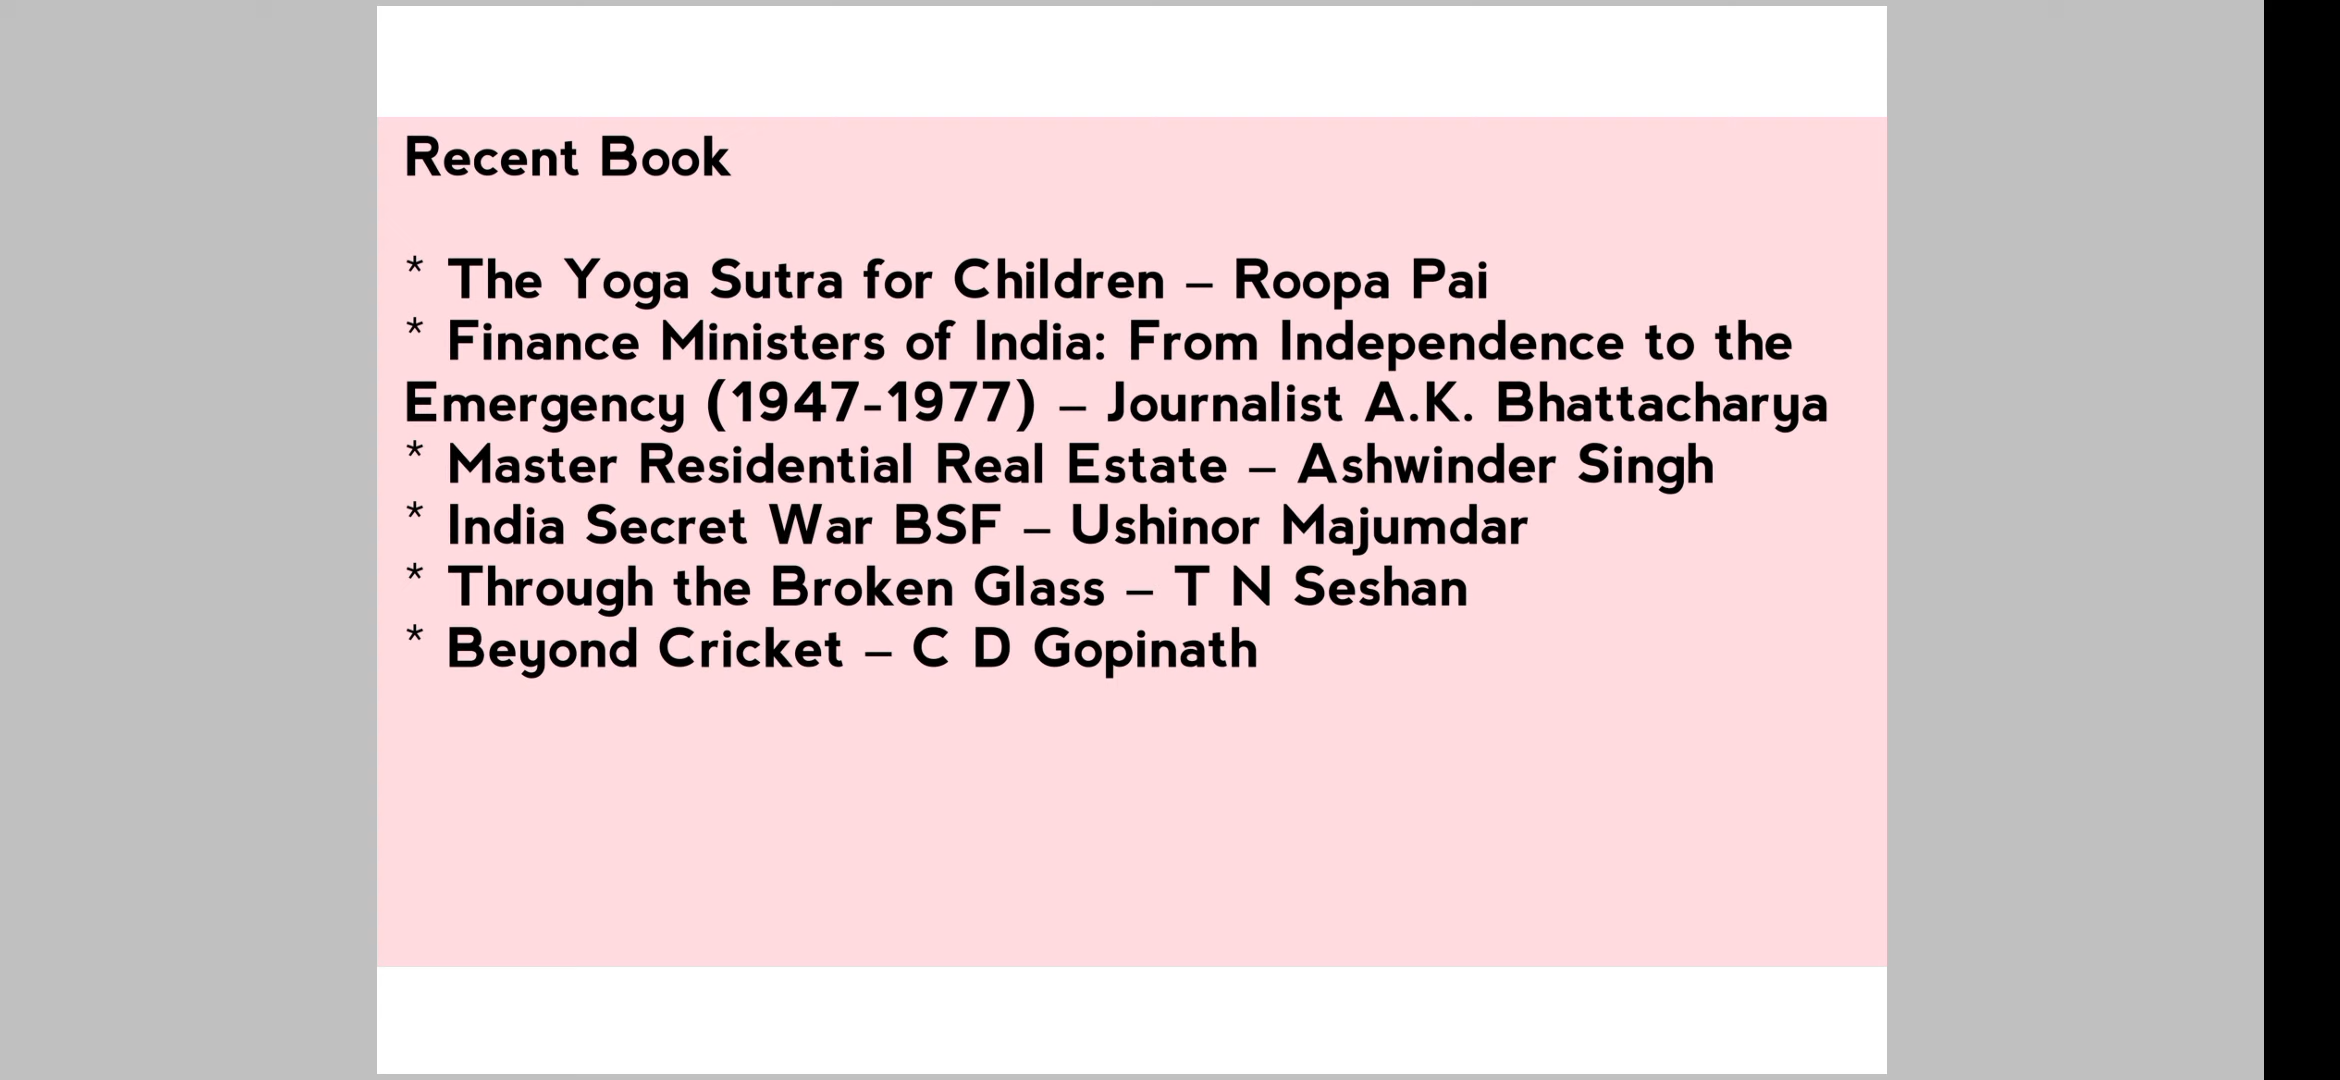 Recent Book
* The Yoga Sutra for Children – Roopa Pai
* Finance Ministers of India: From Independence to the
Emergency (1947-1977) – Journalist A.K. Bhattacharya
* Master Residential Real Estate – Ashwinder Singh
* India Secret War BSF – Ushinor Majumdar
* Through the Broken Glass – T N Seshan
* Beyond Cricket – C D Gopinath